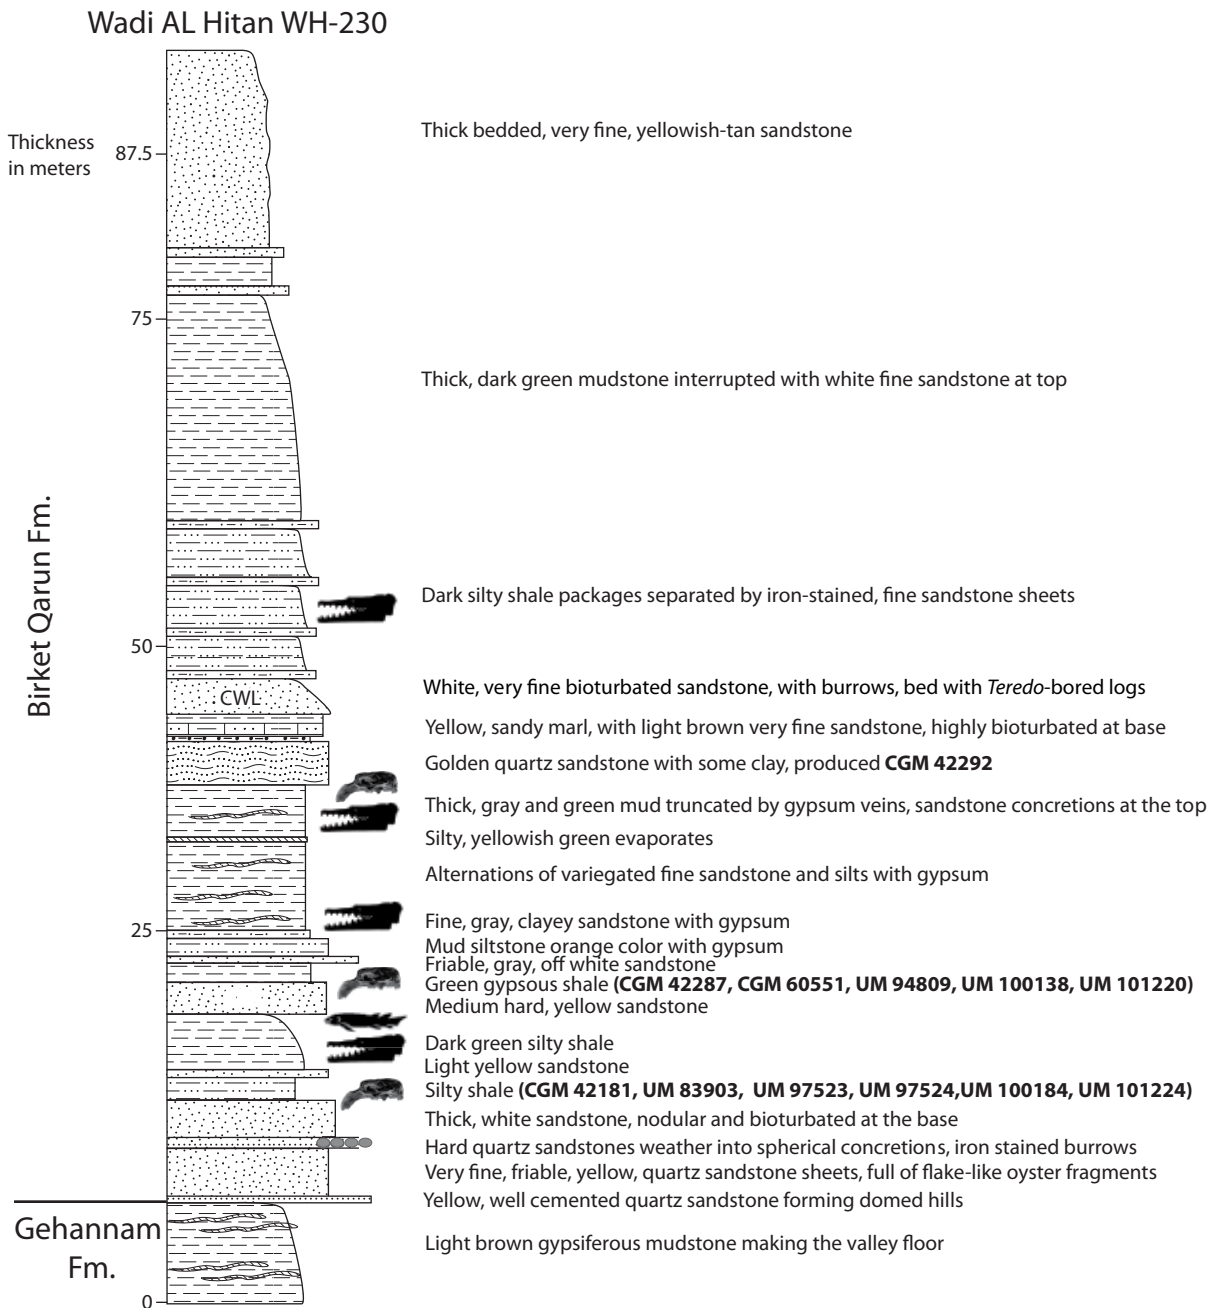 Wadi AL Hitan WH-230
Thickness
in meters
87.5
Thick bedded, very fine, yellowish-tan sandstone
75
Thick, dark green mudstone interrupted with white fine sandstone at top
Birket Qarun Fm.
Dark silty shale packages separated by iron-stained, fine sandstone sheets
50
CWL
White, very fine bioturbated sandstone, with burrows, bed with Teredo-bored logs
Yellow, sandy marl, with light brown very fine sandstone, highly bioturbated at base
Golden quartz sandstone with some clay, produced CGM 42292
Thick, gray and green mud truncated by gypsum veins, sandstone concretions at the top
Silty, yellowish green evaporates
Alternations of variegated fine sandstone and silts with gypsum
Fine, gray, clayey sandstone with gypsum
25
Mud siltstone orange color with gypsum
Friable, gray, off white sandstone
Green gypsous shale (CGM 42287, CGM 60551, UM 94809, UM 100138, UM 101220)
Medium hard, yellow sandstone
Dark green silty shale
Light yellow sandstone
Silty shale (CGM 42181, UM 83903, UM 97523, UM 97524,UM 100184, UM 101224)
Thick, white sandstone, nodular and bioturbated at the base
Hard quartz sandstones weather into spherical concretions, iron stained burrows
Very fine, friable, yellow, quartz sandstone sheets, full of flake-like oyster fragments
Yellow, well cemented quartz sandstone forming domed hills
Gehannam
Fm.
Light brown gypsiferous mudstone making the valley floor
0